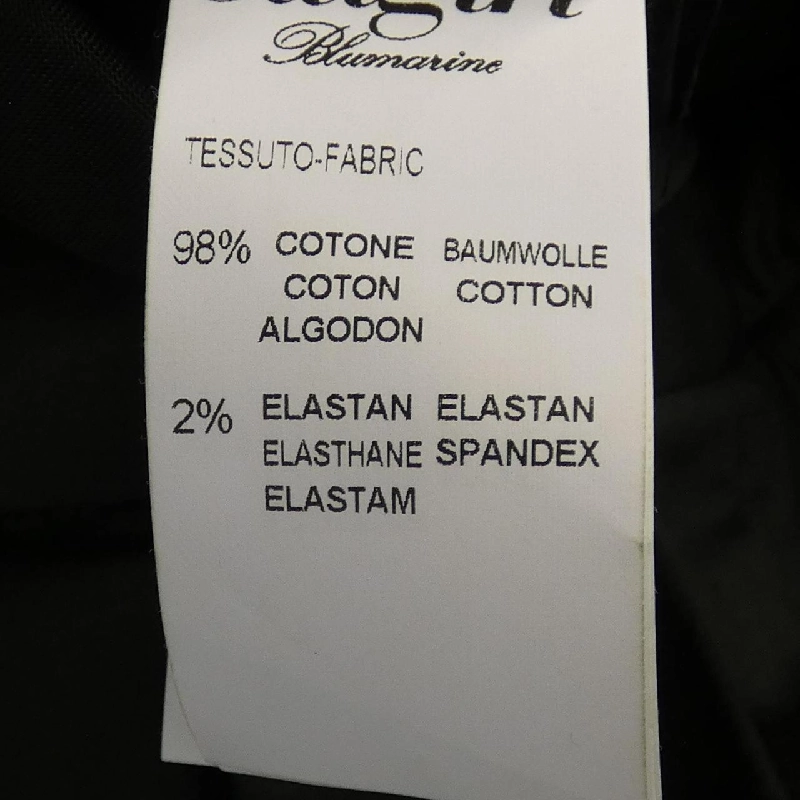 Blumarine
TESSUTO-FABRIC
98% COTONE BAUMWOLLE
COTON COTTON
ALGODON
2% ELASTAN ELASTAN
ELASTHANE SPANDEX
ELASTAM